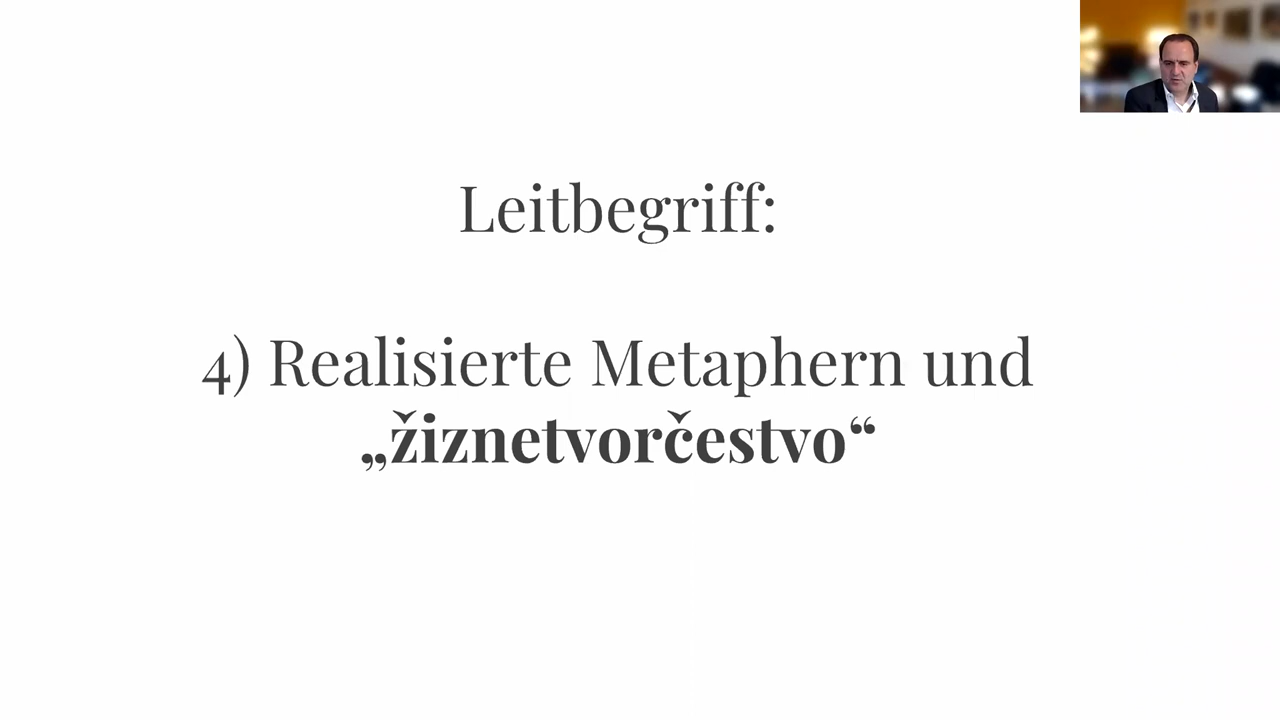 Leitbegriff:
4) Realisierte Metaphern und
„žiznetvorčestvo“